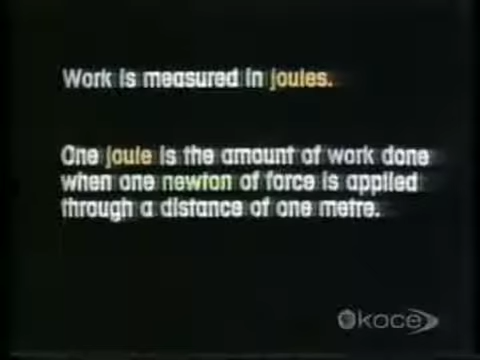 Work is measured in joules.
One joule is the amount of work done
when one newton of force is applied
through a distance of one metre.
koce